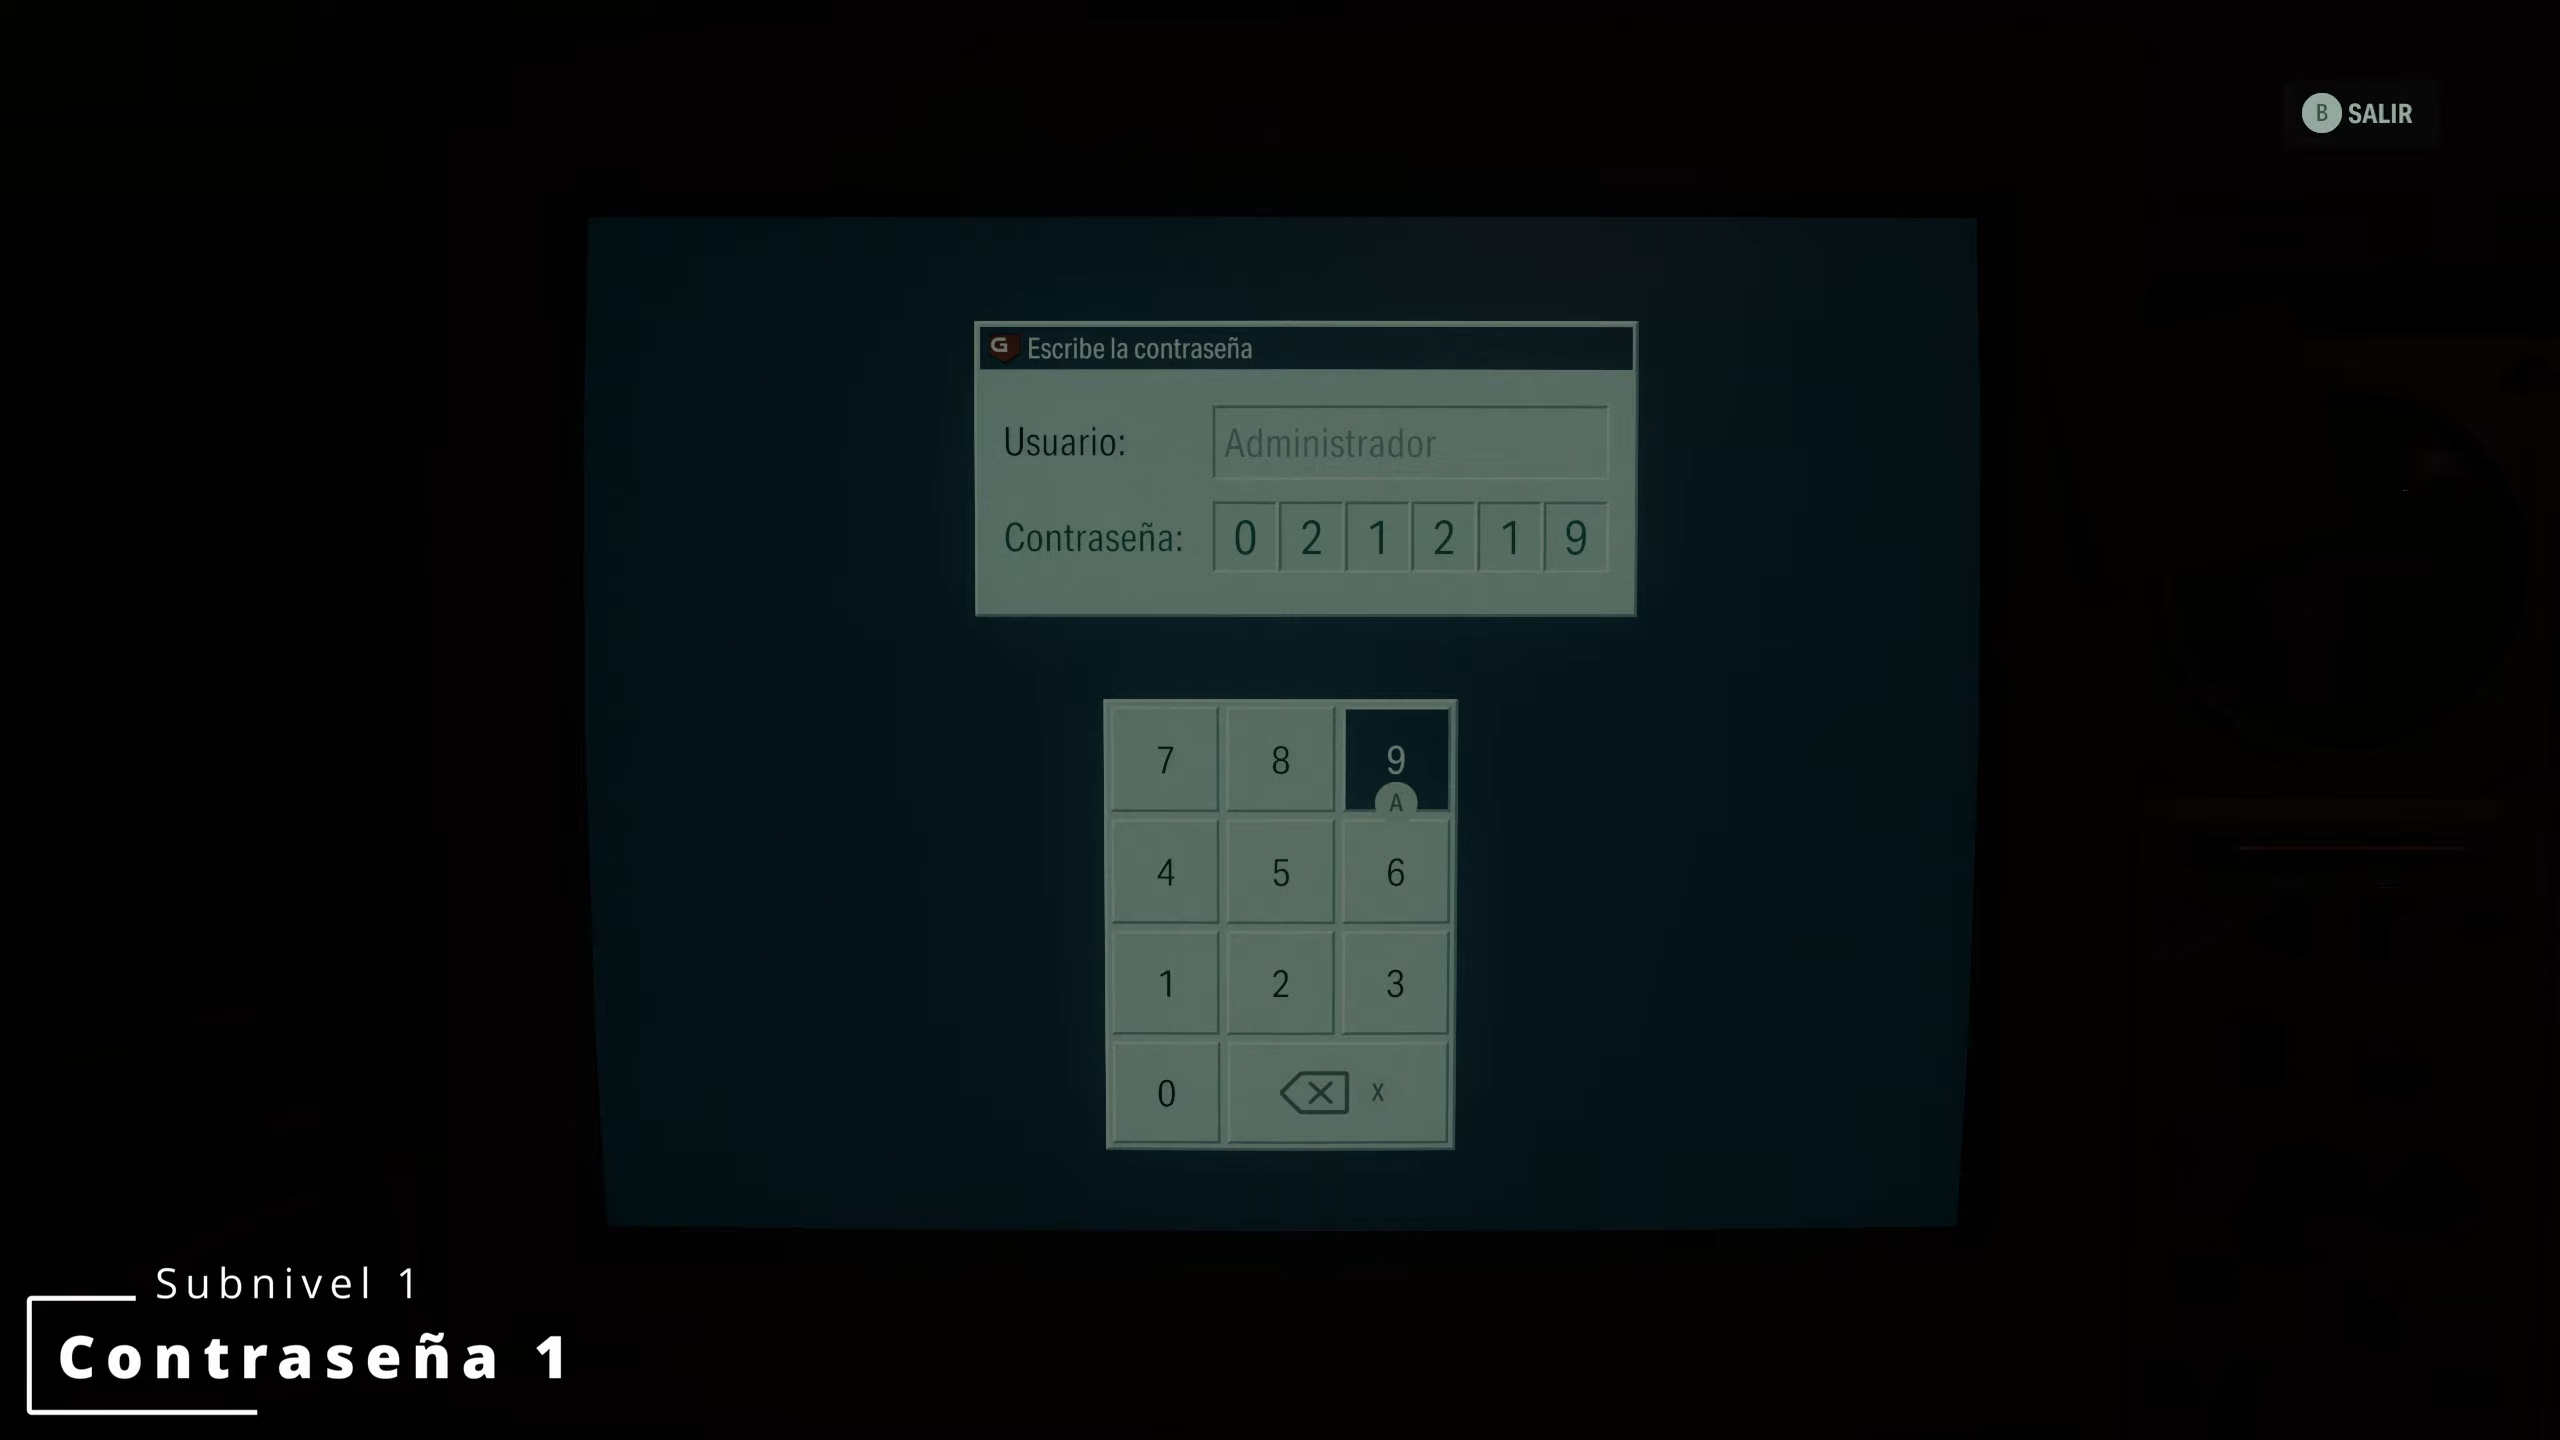 B SALIR
G Escribe la contraseña
Usuario: Administrador
Contraseña: 0 2 1 2 1 9
7 8 9
A
4 5 6
1 2 3
0 X
Subnivel 1
Contraseña 1